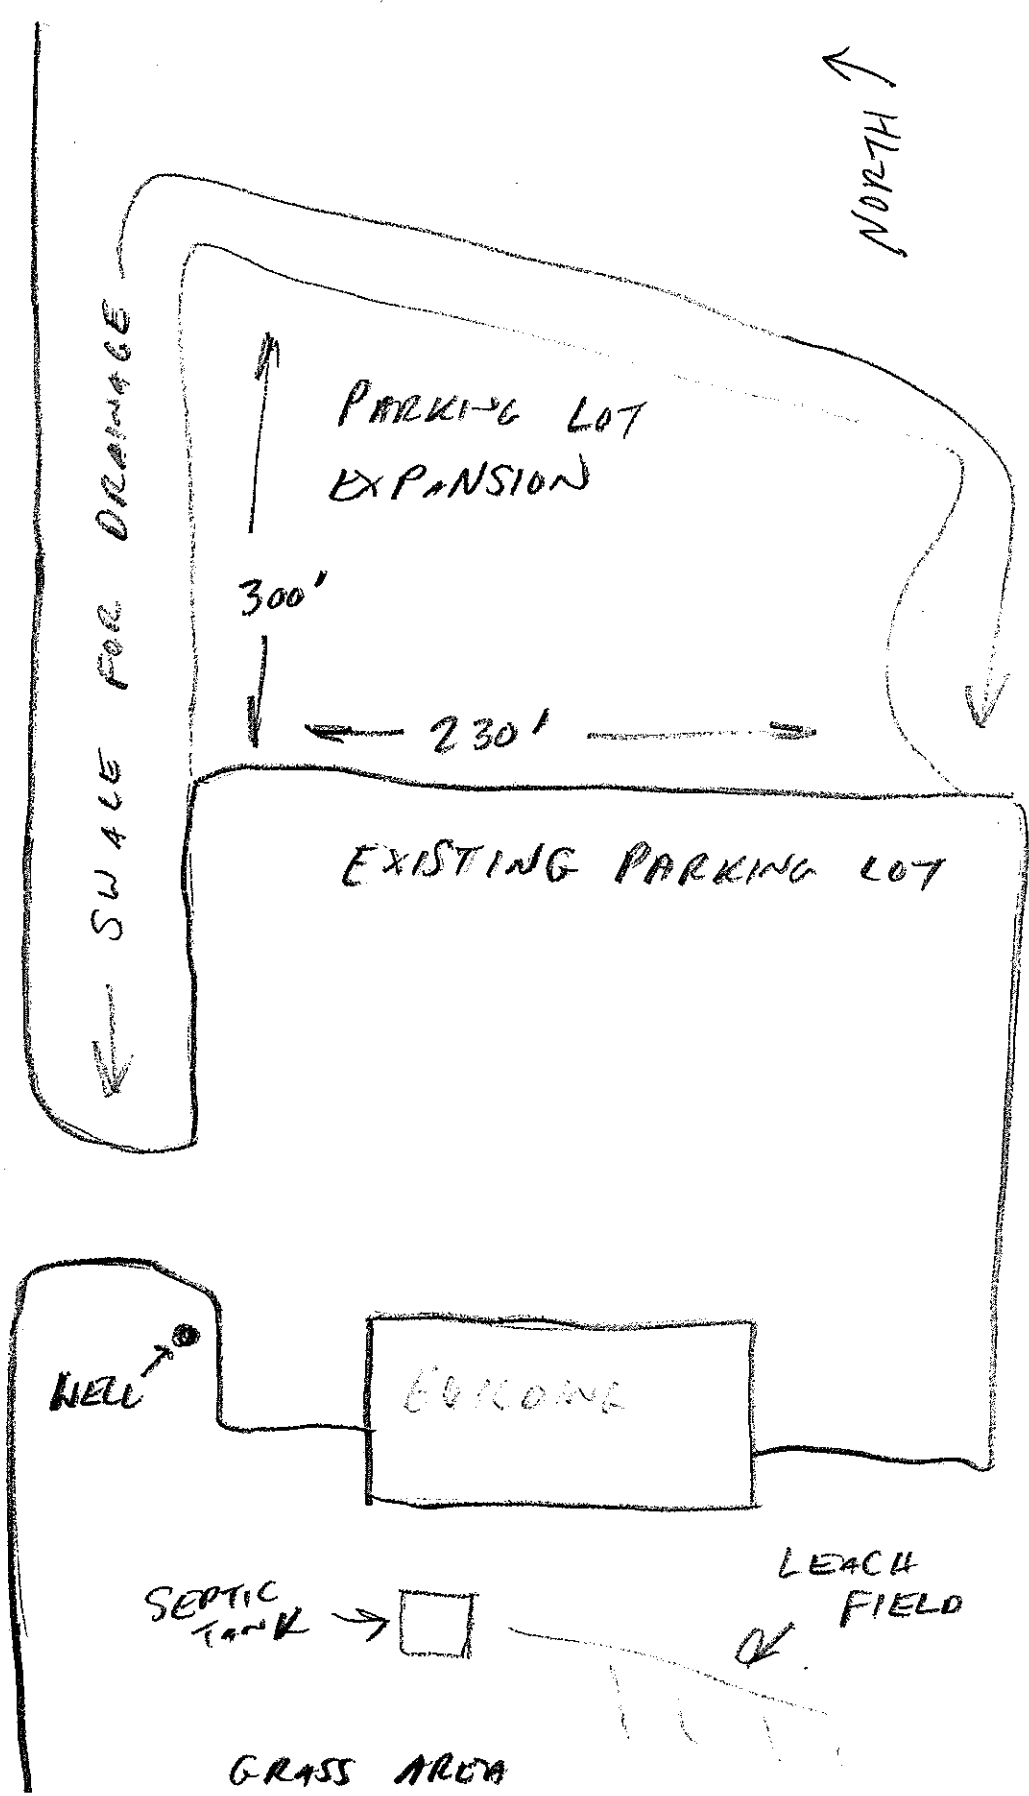 NORTH
PARKING LOT
EXPANSION
300'
230'
SWALE FOR DRAINAGE
EXISTING PARKING LOT
WELL
BUILDING
SEPTIC
TANK
LEACH
FIELD
GRASS AREA